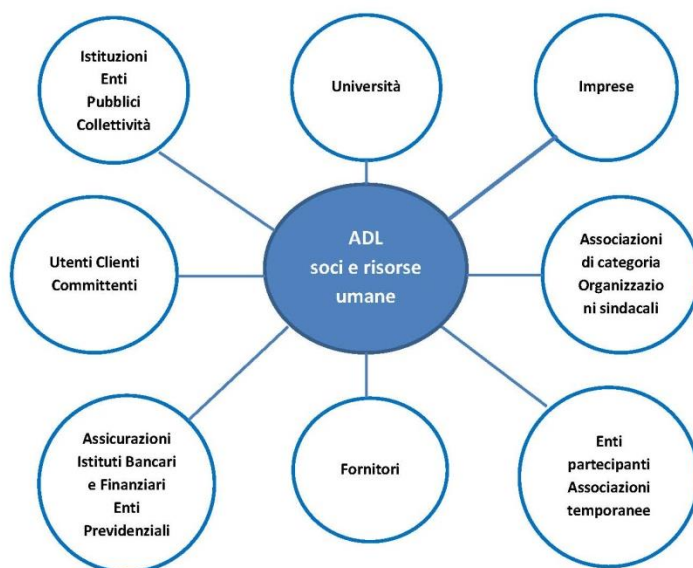 Istituzioni
Enti
Pubblici
Collettività
Università
Imprese
ADL
soci e risorse
umane
Utenti Clienti
Committenti
Associazioni
di categoria
Organizzazio
ni sindacali
Assicurazioni
Istituti Bancari
e Finanziari
Enti
Previdenziali
Fornitori
Enti
partecipanti
Associazioni
temporanee